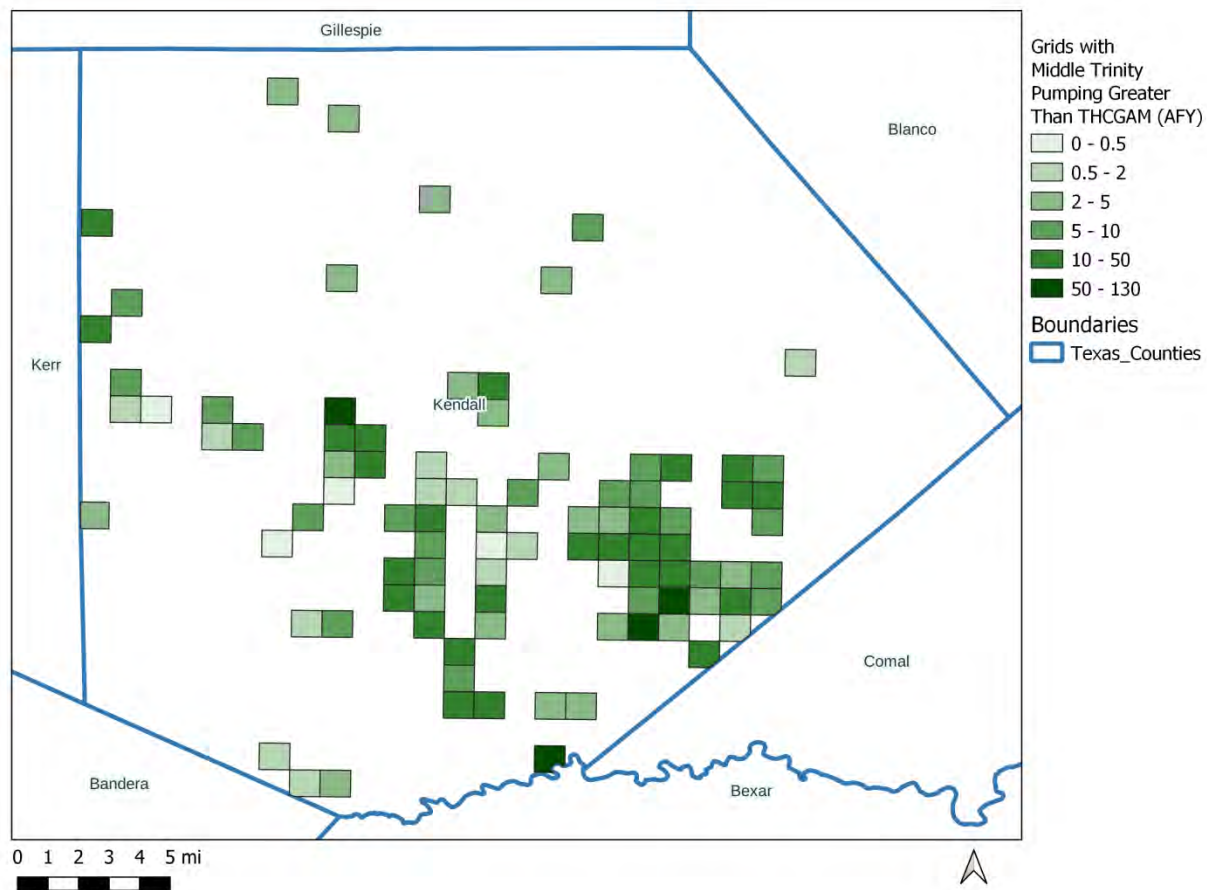 Gillespie
Blanco
Kerr
Kendall
Comal
Bandera
Bexar
Grids with
Middle Trinity
Pumping Greater
Than THCGAM (AFY)
0 - 0.5
0.5 - 2
2 - 5
5 - 10
10 - 50
50 - 130
Boundaries
Texas_Counties
0 1 2 3 4 5 mi